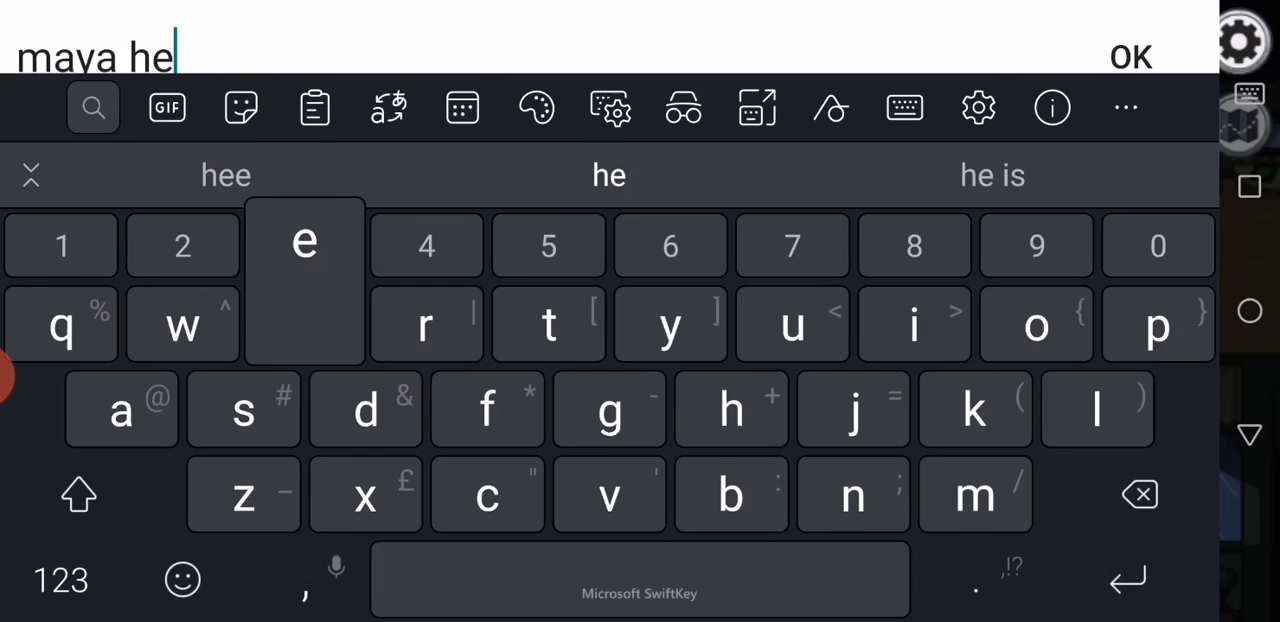 maya he
OK
GIF
hee he he is
1 2 e 4 5 6 7 8 9 0
q % w ^ r | t [ y ] u < i > o { p }
a @ s # d & f * g - h + j = k ( l )
z _ x £ c " v ' b : n ; m /
123 , Microsoft SwiftKey . ,!?